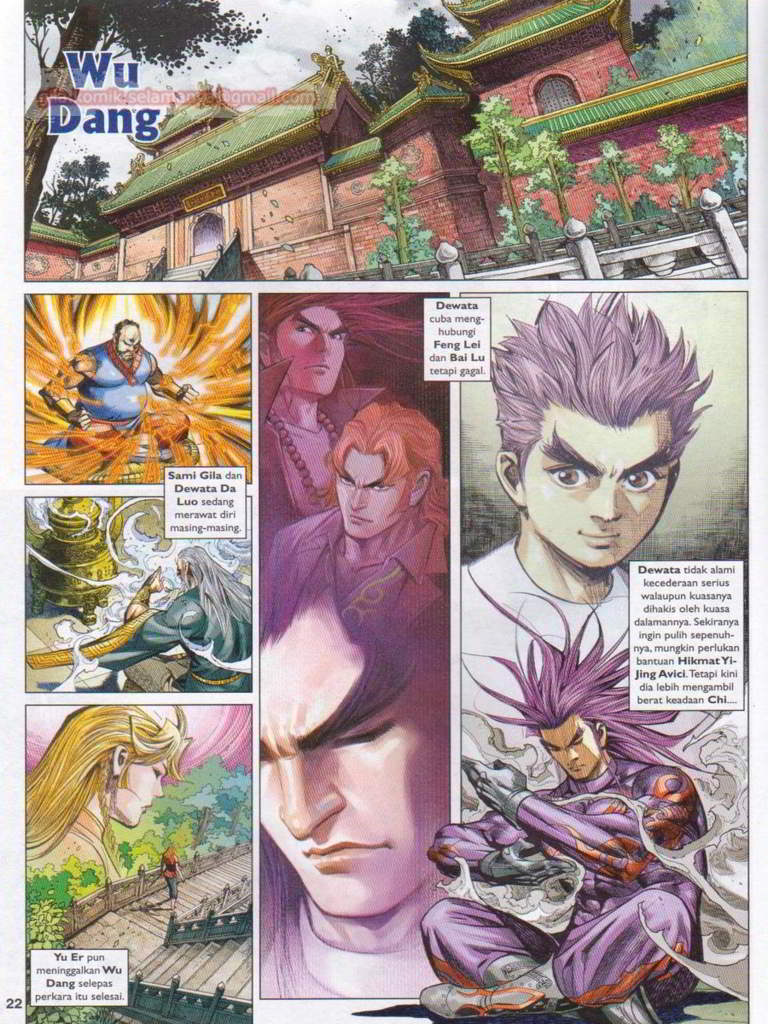 Wu
Dang
Dewata
cuba meng-
hubungi
Feng Lei
dan Bai Lu
tetapi gagal.
Sami Gila dan
Dewata Da
Luo sedang
merawat diri
masing-masing.
Dewata tidak alami
kecederaan serius
walaupun kuasanya
dihakis oleh kuasa
dalamannya. Sekiranya
ingin pulih sepenuh-
nya, mungkin perlukan
bantuan Hikmat Yi-
Jing Avici. Tetapi kini
dia lebih mengambil
berat keadaan Chi....
Yu Er pun
meninggalkan Wu
Dang selepas
perkara itu selesai.
22